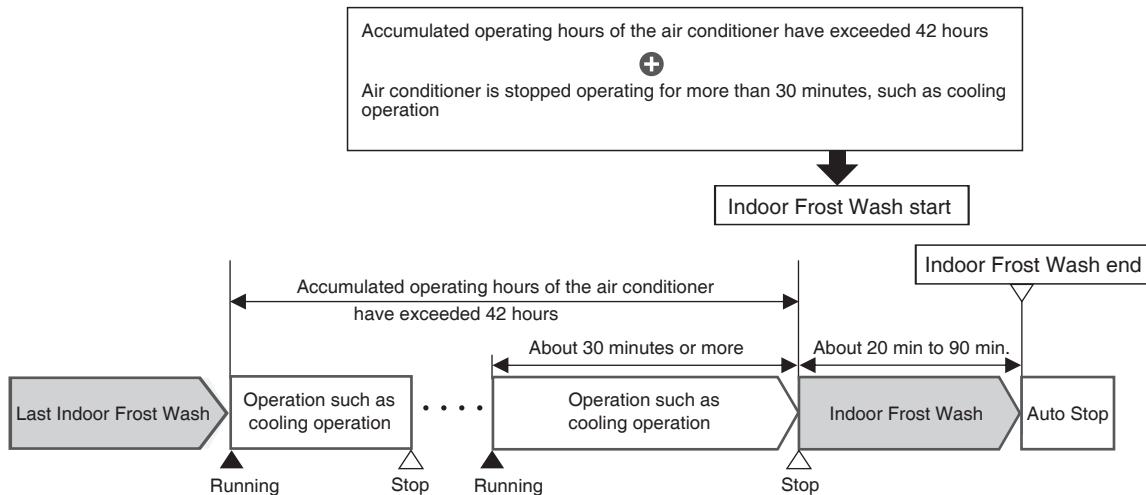 Accumulated operating hours of the air conditioner have exceeded 42 hours
+
Air conditioner is stopped operating for more than 30 minutes, such as cooling
operation
Indoor Frost Wash start
Indoor Frost Wash end
Accumulated operating hours of the air conditioner
have exceeded 42 hours
About 30 minutes or more
About 20 min to 90 min.
Last Indoor Frost Wash
Operation such as
cooling operation
• • • •
Operation such as
cooling operation
Indoor Frost Wash
Auto Stop
Running
Stop
Running
Stop